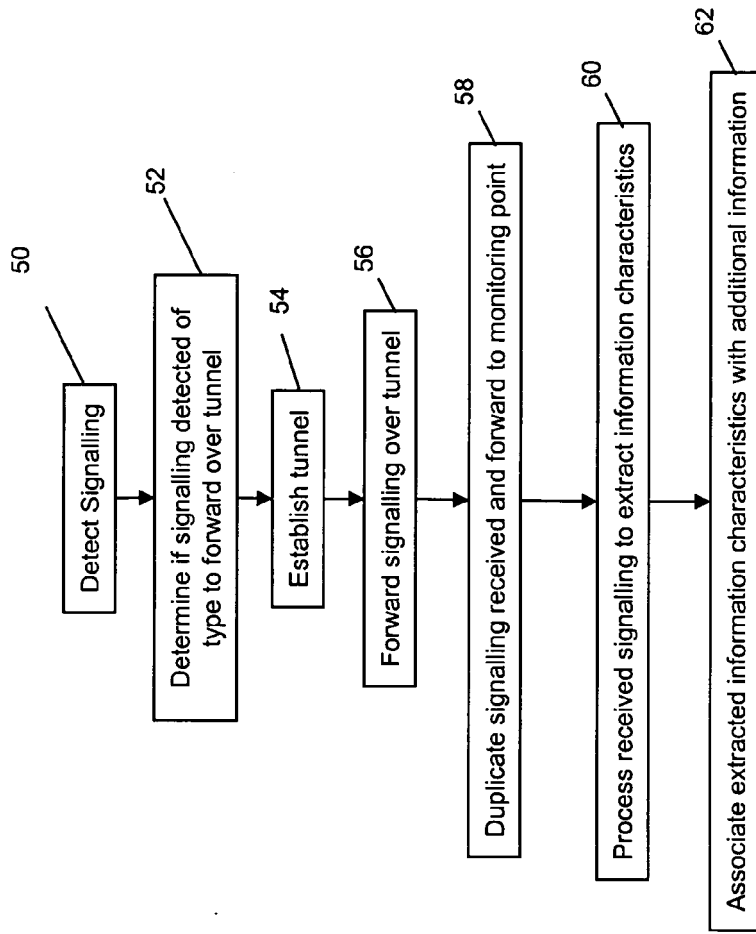 50
Detect Signalling
52
Determine if signalling detected of
type to forward over tunnel
54
Establish tunnel
56
Forward signalling over tunnel
58
Duplicate signalling received and forward to monitoring point
60
Process received signalling to extract information characteristics
62
Associate extracted information characteristics with additional information